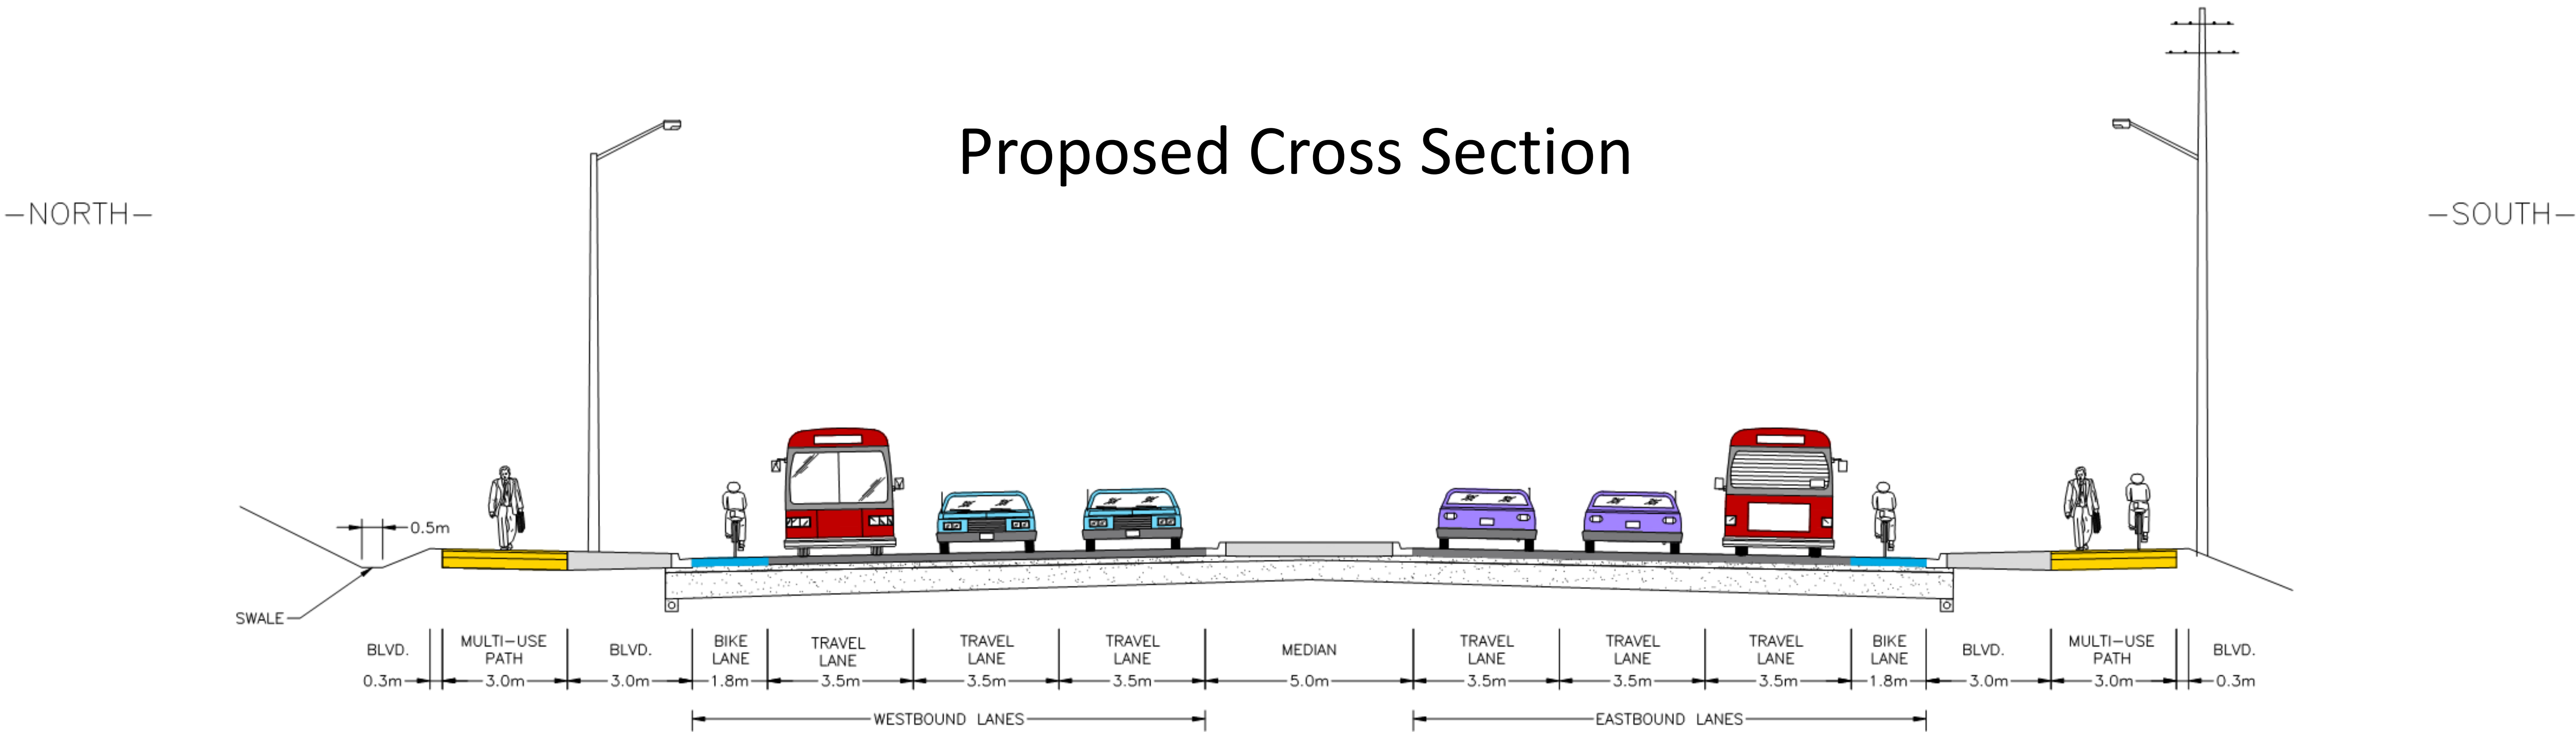 Proposed Cross Section
—NORTH—
—SOUTH—
0.5m
SWALE
BLVD.
0.3m
MULTI—USE
PATH
3.0m
BLVD.
3.0m
BIKE
LANE
1.8m
TRAVEL
LANE
3.5m
TRAVEL
LANE
3.5m
TRAVEL
LANE
3.5m
MEDIAN
5.0m
TRAVEL
LANE
3.5m
TRAVEL
LANE
3.5m
TRAVEL
LANE
3.5m
BIKE
LANE
1.8m
BLVD.
3.0m
MULTI—USE
PATH
3.0m
BLVD.
0.3m
WESTBOUND LANES
EASTBOUND LANES